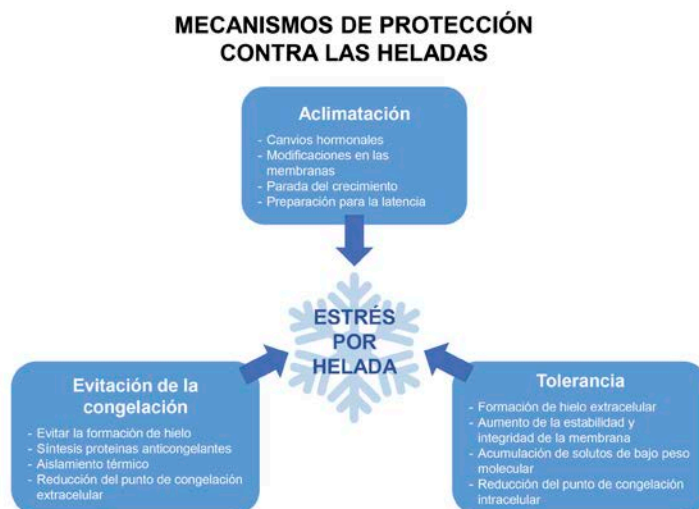 MECANISMOS DE PROTECCIÓN
CONTRA LAS HELADAS
Aclimatación
- Canvios hormonales
- Modificaciones en las
membranas
- Parada del crecimiento
- Preparación para la latencia
ESTRÉS
POR
HELADA
Evitación de la
congelación
- Evitar la formación de hielo
- Síntesis proteinas anticongelantes
- Aislamiento térmico
- Reducción del punto de congelación
extracelular
Tolerancia
- Formación de hielo extracelular
- Aumento de la estabilidad y
integridad de la membrana
- Acumulación de solutos de bajo peso
molecular
- Reducción del punto de congelación
intracelular